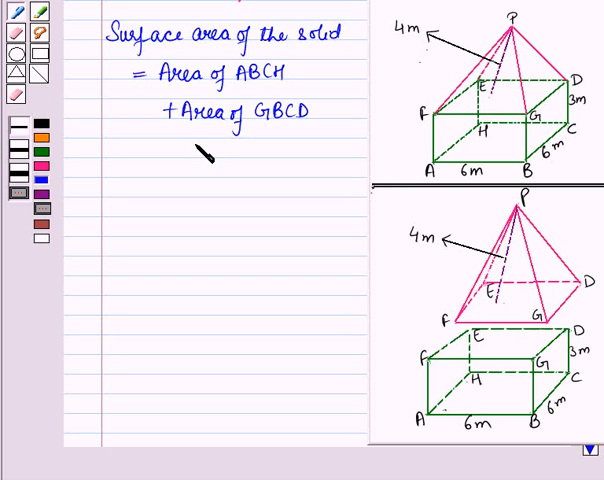 Surface area of the solid
= Area of ABCH
+ Area of GBCD
P
4m
E
D
F
G
3m
H
C
6m
A
6m
B
P
4m
E
D
F
G
E
D
F
G
3m
H
C
6m
A
6m
B